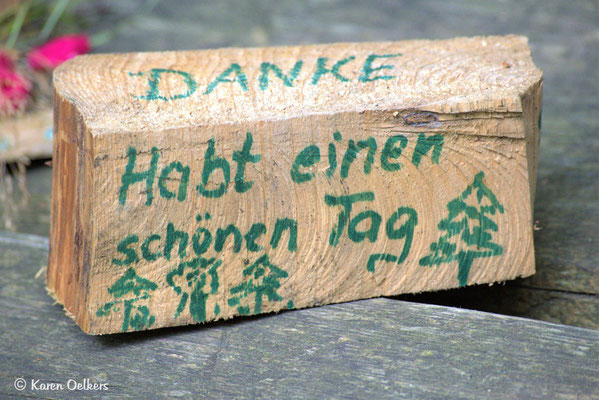 DANKE
Habt einen
schönen Tag
© Karen Oelkers